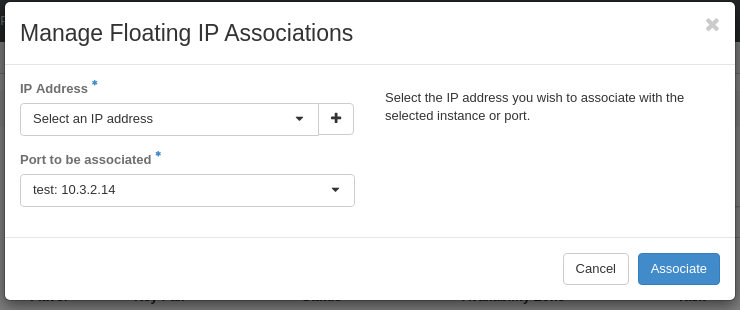 Manage Floating IP Associations
IP Address *
Select an IP address
Select the IP address you wish to associate with the
selected instance or port.
Port to be associated *
test: 10.3.2.14
Cancel
Associate